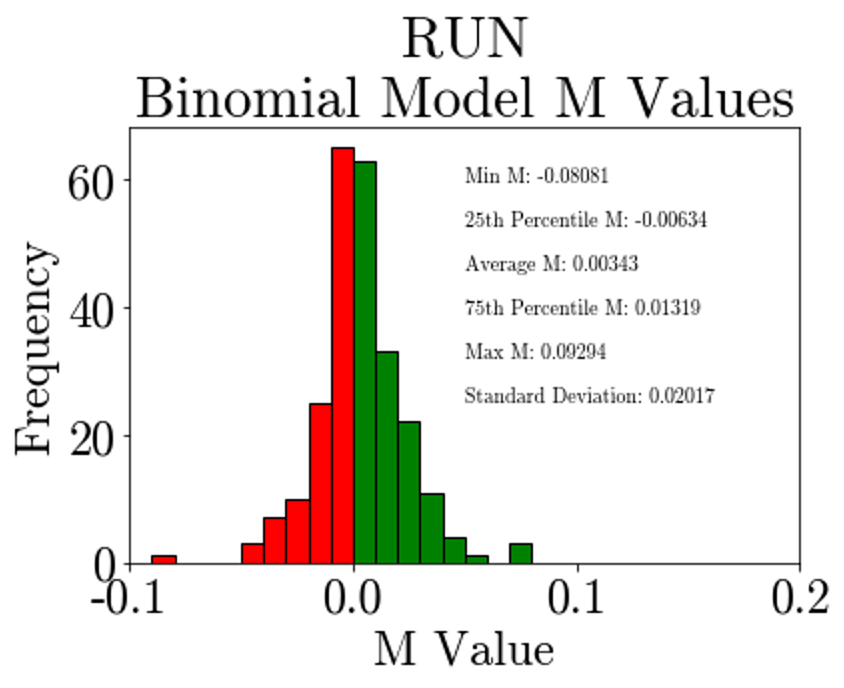 RUN
Binomial Model M Values
Min M: -0.08081
25th Percentile M: -0.00634
Average M: 0.00343
75th Percentile M: 0.01319
Max M: 0.09294
Standard Deviation: 0.02017
Frequency
60
40
20
0
-0.1
0.0
0.1
0.2
M Value